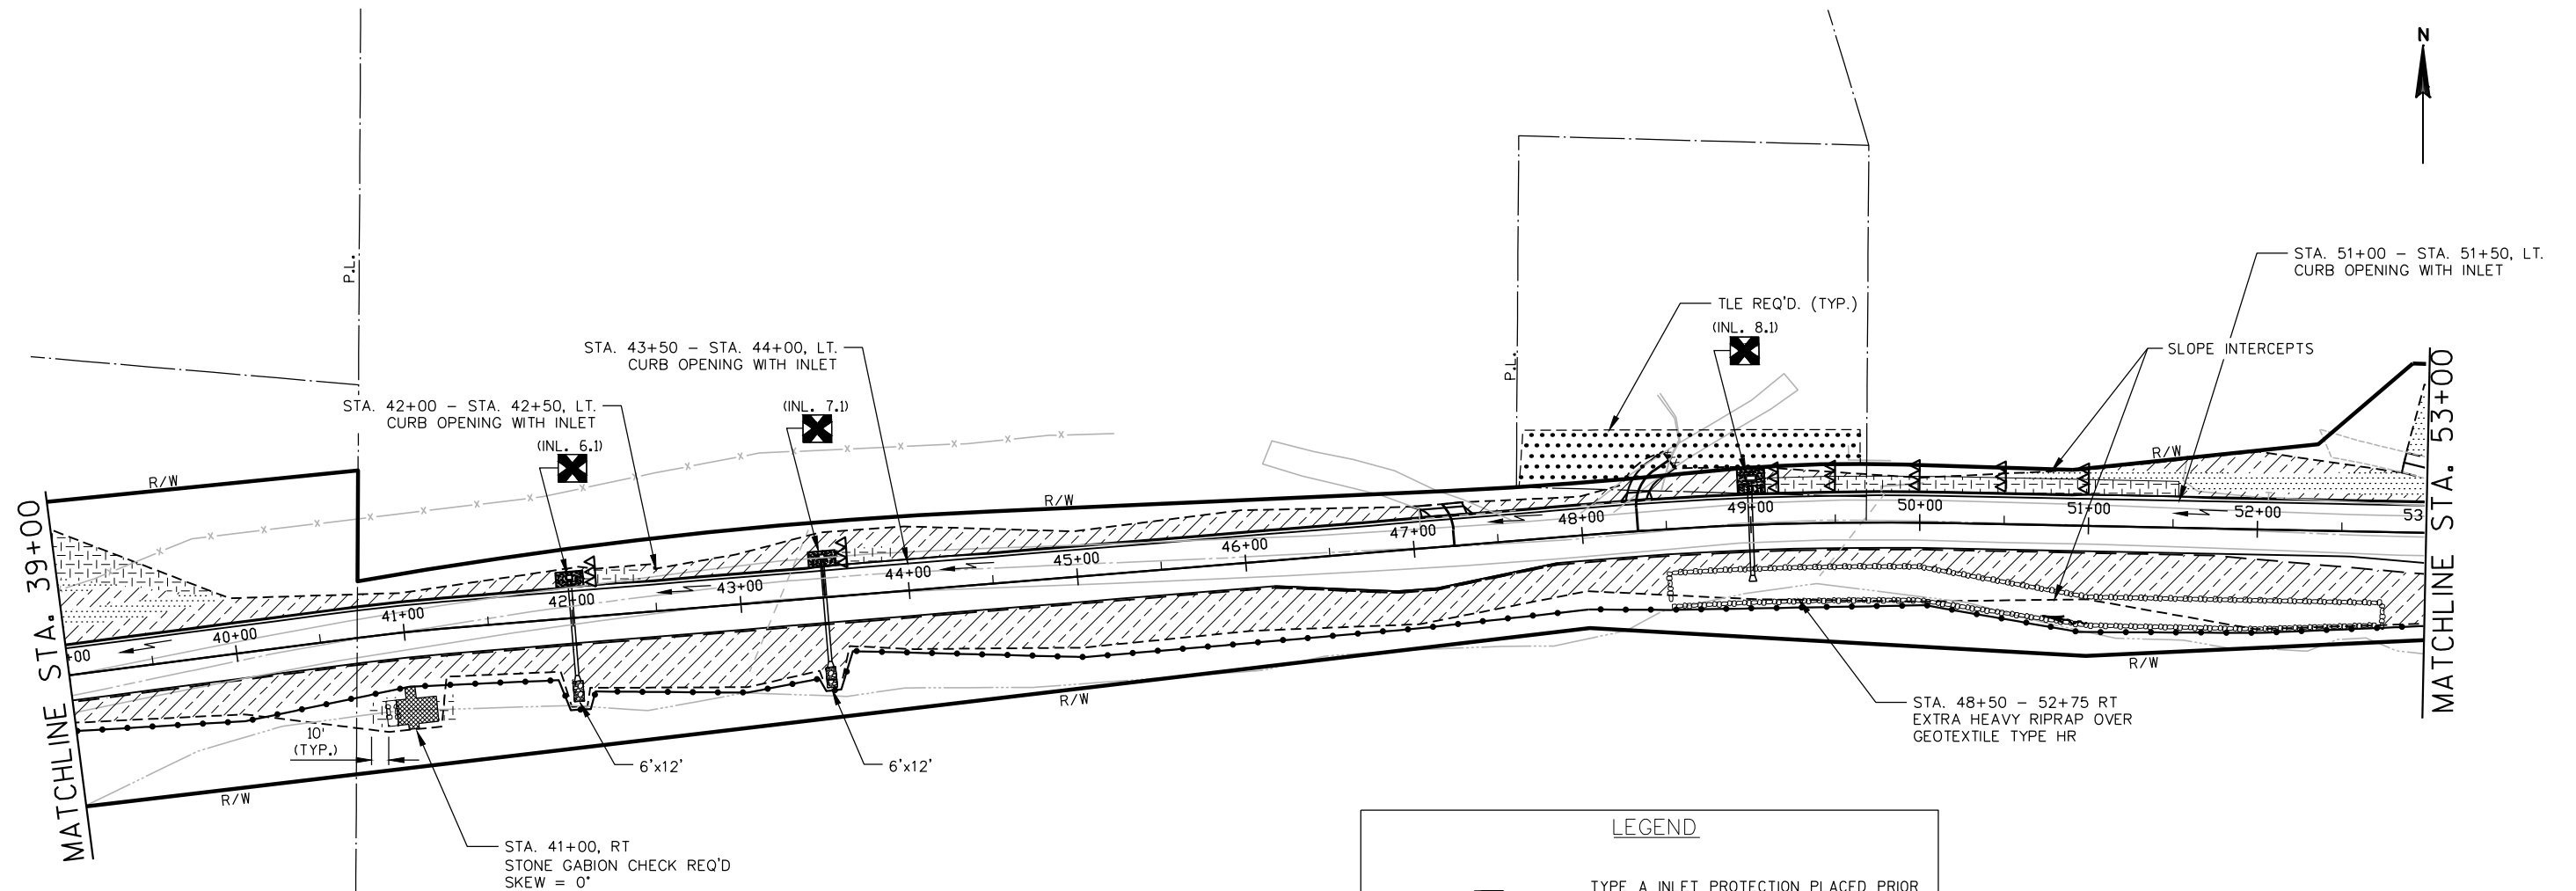 N
P.L.
STA. 51+00 - STA. 51+50, LT.
CURB OPENING WITH INLET
TLE REQ'D. (TYP.)
(INL. 8.1)
STA. 43+50 - STA. 44+00, LT.
CURB OPENING WITH INLET
SLOPE INTERCEPTS
P.L.
STA. 42+00 - STA. 42+50, LT.
CURB OPENING WITH INLET
(INL. 7.1)
(INL. 6.1)
R/W
R/W
R/W
MATCHLINE STA. 39+00
MATCHLINE STA. 53+00
+00
40+00
41+00
42+00
43+00
44+00
45+00
46+00
47+00
48+00
49+00
50+00
51+00
52+00
53
R/W
R/W
R/W
STA. 48+50 - 52+75 RT
EXTRA HEAVY RIPRAP OVER
GEOTEXTILE TYPE HR
10'
(TYP.)
6'x12'
6'x12'
STA. 41+00, RT
STONE GABION CHECK REQ'D
SKEW = 0°
LEGEND
TYPE A INLET PROTECTION PLACED PRIOR